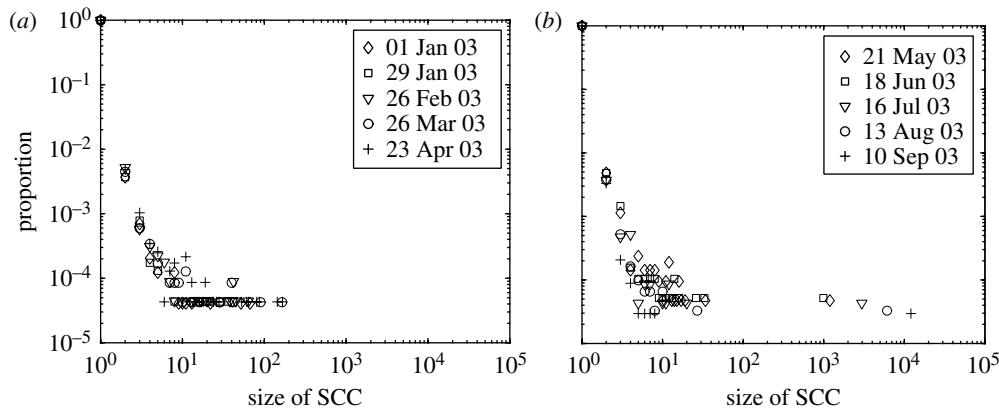 (a)
10^0
10^-1
10^-2
10^-3
10^-4
10^-5
proportion
01 Jan 03
29 Jan 03
26 Feb 03
26 Mar 03
23 Apr 03
10^0 10^1 10^2 10^3 10^4 10^5
size of SCC
(b)
21 May 03
18 Jun 03
16 Jul 03
13 Aug 03
10 Sep 03
10^0 10^1 10^2 10^3 10^4 10^5
size of SCC